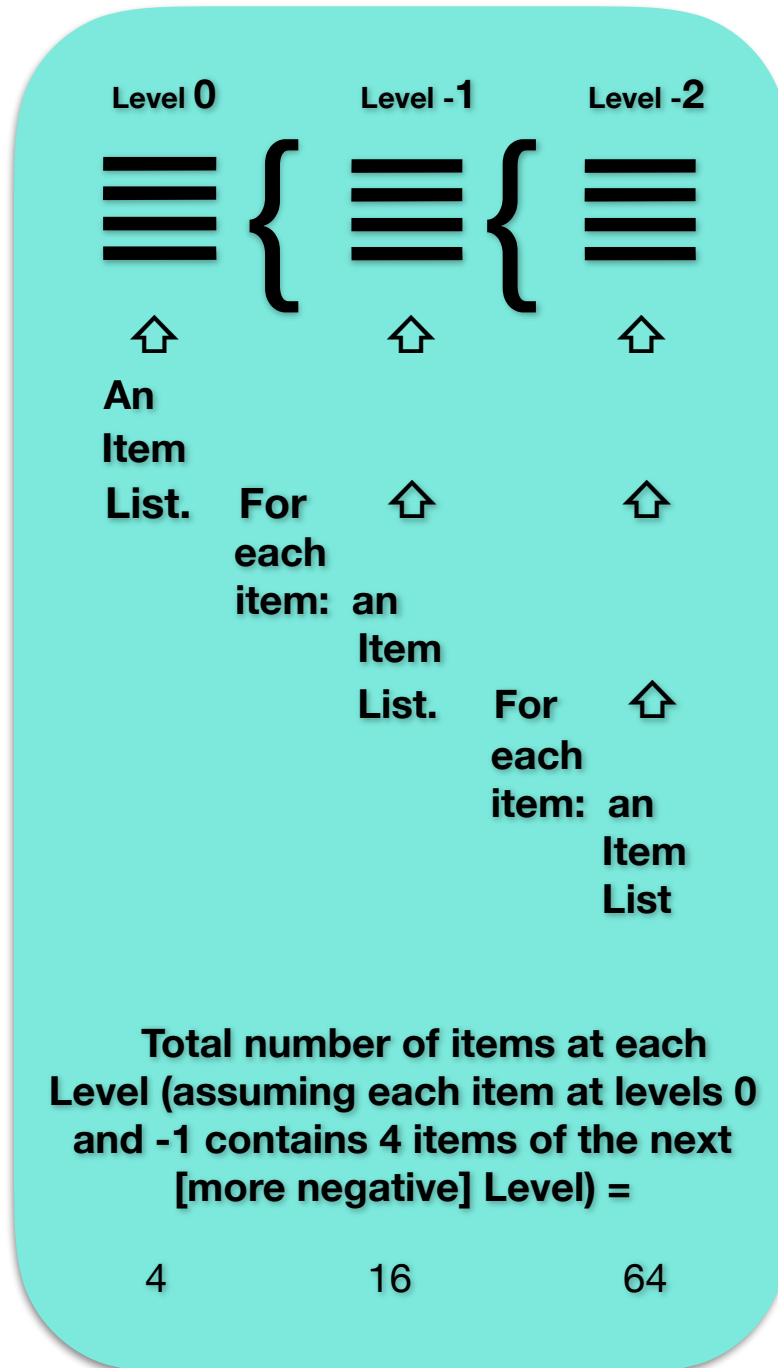 Level 0 Level -1 Level -2
{ {
An
Item
List. For
each
item: an
Item
List. For
each
item: an
Item
List
Total number of items at each
Level (assuming each item at levels 0
and -1 contains 4 items of the next
[more negative] Level) =
4 16 64